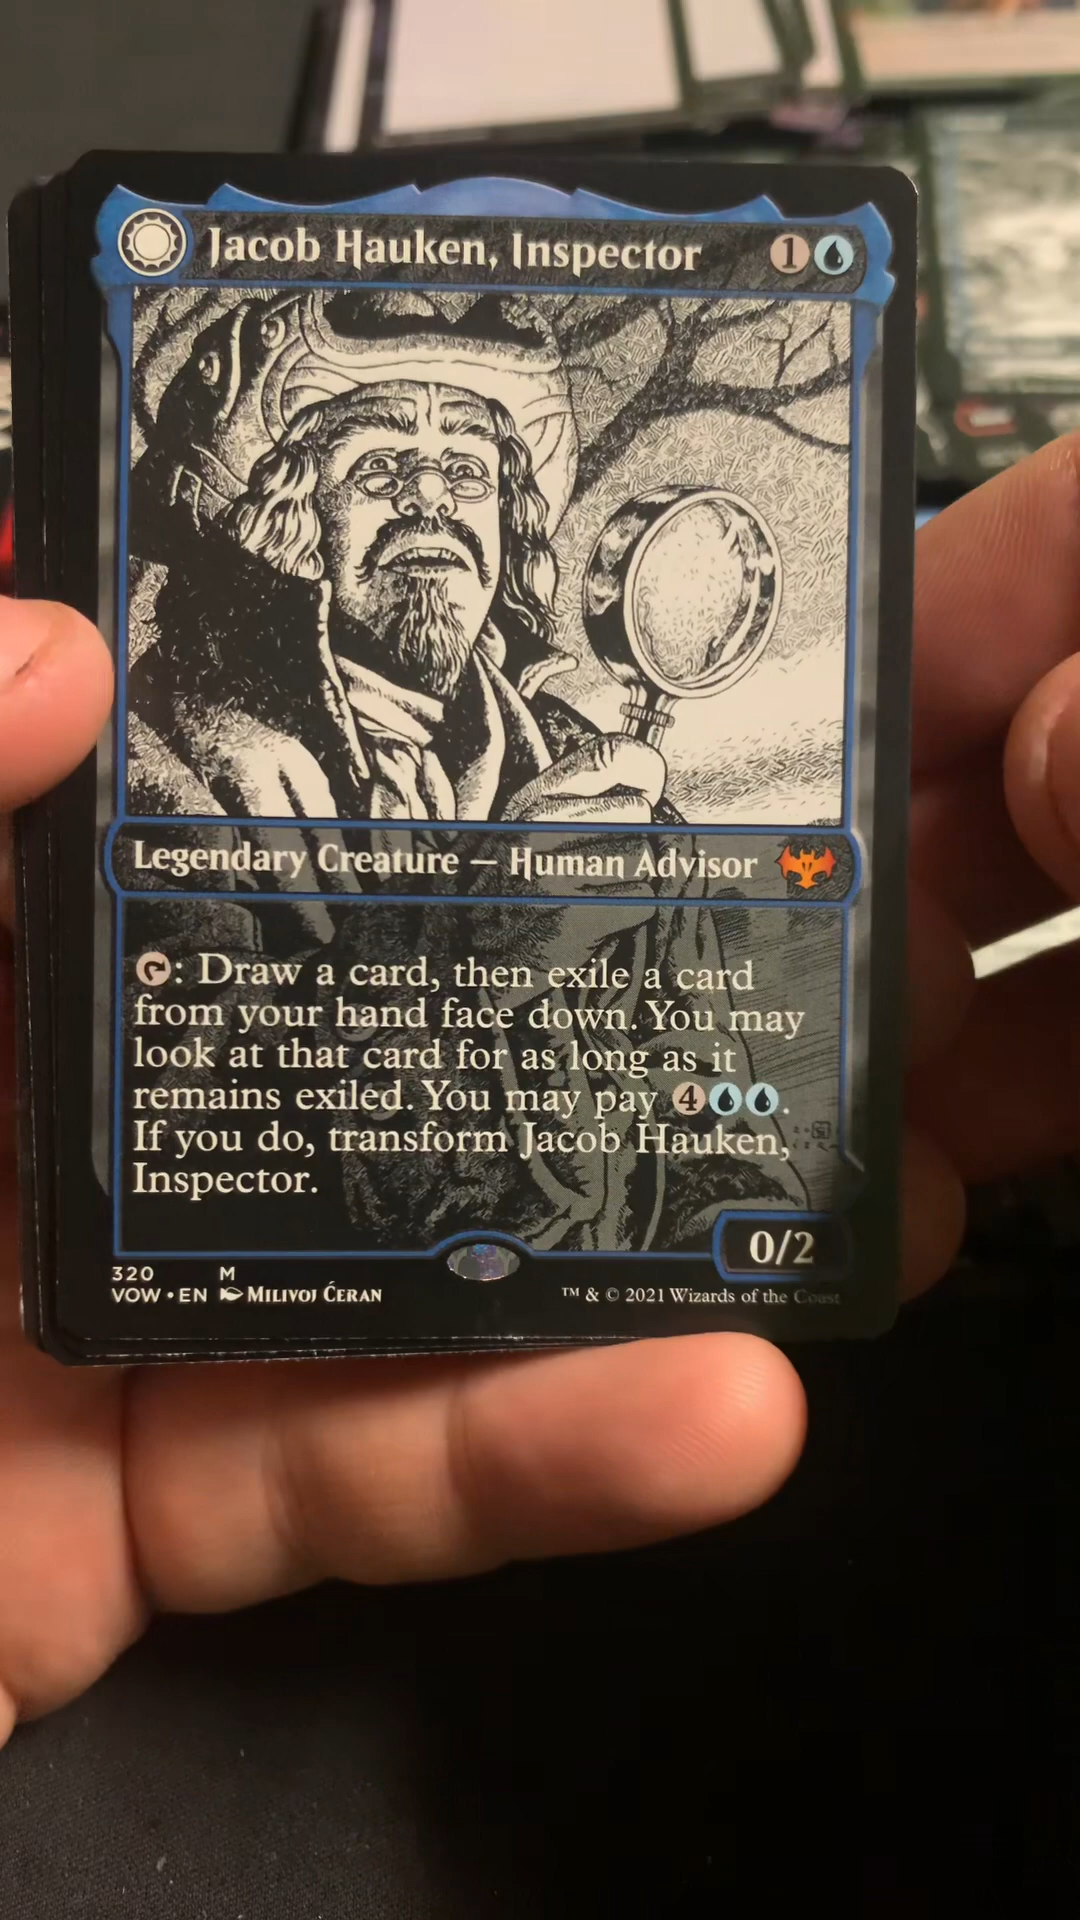 Jacob Hauken, Inspector 1
Legendary Creature — Human Advisor
: Draw a card, then exile a card
from your hand face down. You may
look at that card for as long as it
remains exiled. You may pay 4.
If you do, transform Jacob Hauken,
Inspector.
0/2
320 M
VOW • EN Milivoj Ćeran
™ & © 2021 Wizards of the Coast